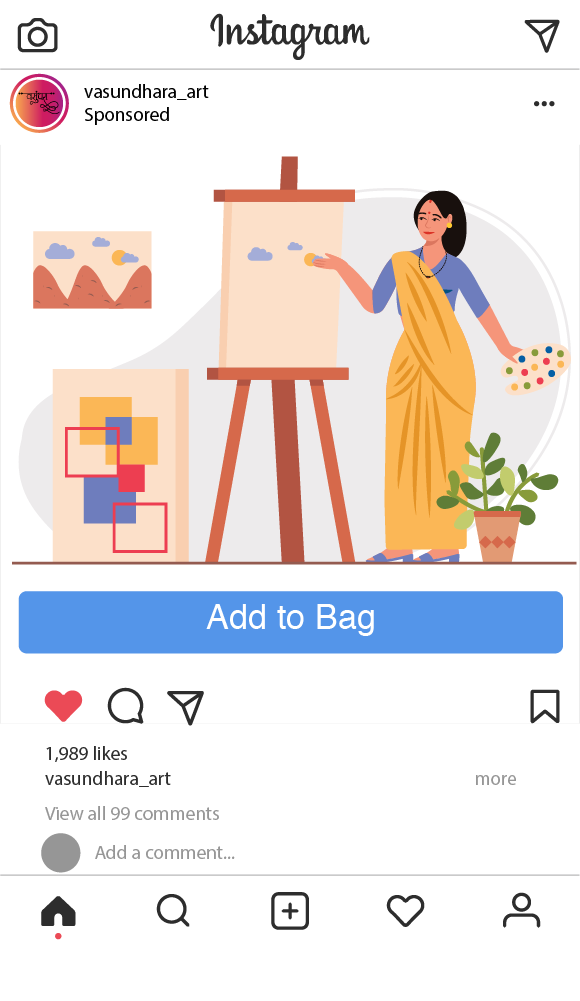 Instagram
vasundhara_art
Sponsored
Add to Bag
1,989 likes
vasundhara_art more
View all 99 comments
Add a comment...